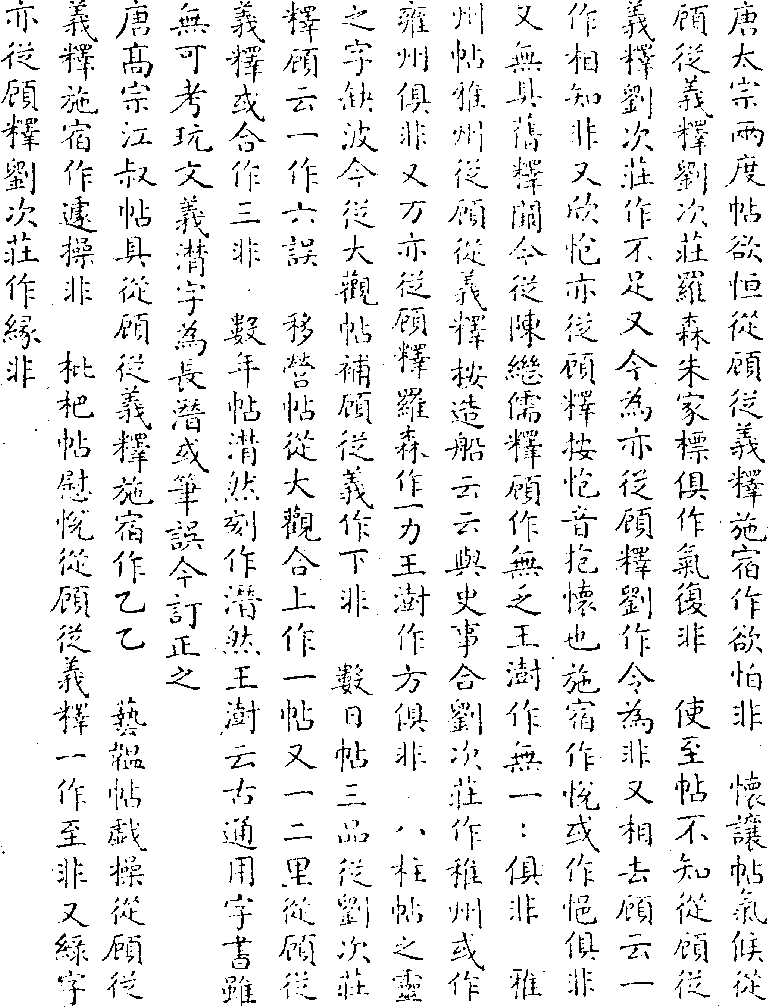 唐太宗兩度帖欲恒從顧從義釋施宿作欲怕非　懷讓帖氣候從
顧從義釋劉次莊羅森朱家標俱作氣復非　使至帖不知從顧從
義釋劉次莊作不足又今為亦從顧釋劉作令為非又相去顧云一
作相知非又欣怉亦從顧釋按怉音抱懷也施宿作悅或作悒俱非
又無具舊釋闕今從陳繼儒釋顧作無之王澍作無一：俱非　雅
州帖雅州從顧從義釋按造船云云與史事合劉次莊作稚州或作
雍州俱非又万亦從顧釋羅森作一力王澍作方俱非　八柱帖之靈
之字缺波今從大觀帖補顧從義作下非　數日帖三品從劉次莊
釋顧云一作六誤　移營帖從大觀合上作一帖又一二里從顧從
義釋或合作三非　數年帖潸然刻作潛然王澍云古通用字書雖
無可考玩文義潸字為長潛或筆誤今訂正之
唐高宗江叔帖具從顧從義釋施宿作乙乙　藝韞帖戲操從顧從
義釋施宿作遽操非　枇杷帖慰悅從顧從義釋一作至非又緑字
亦從顧釋劉次莊作緣非